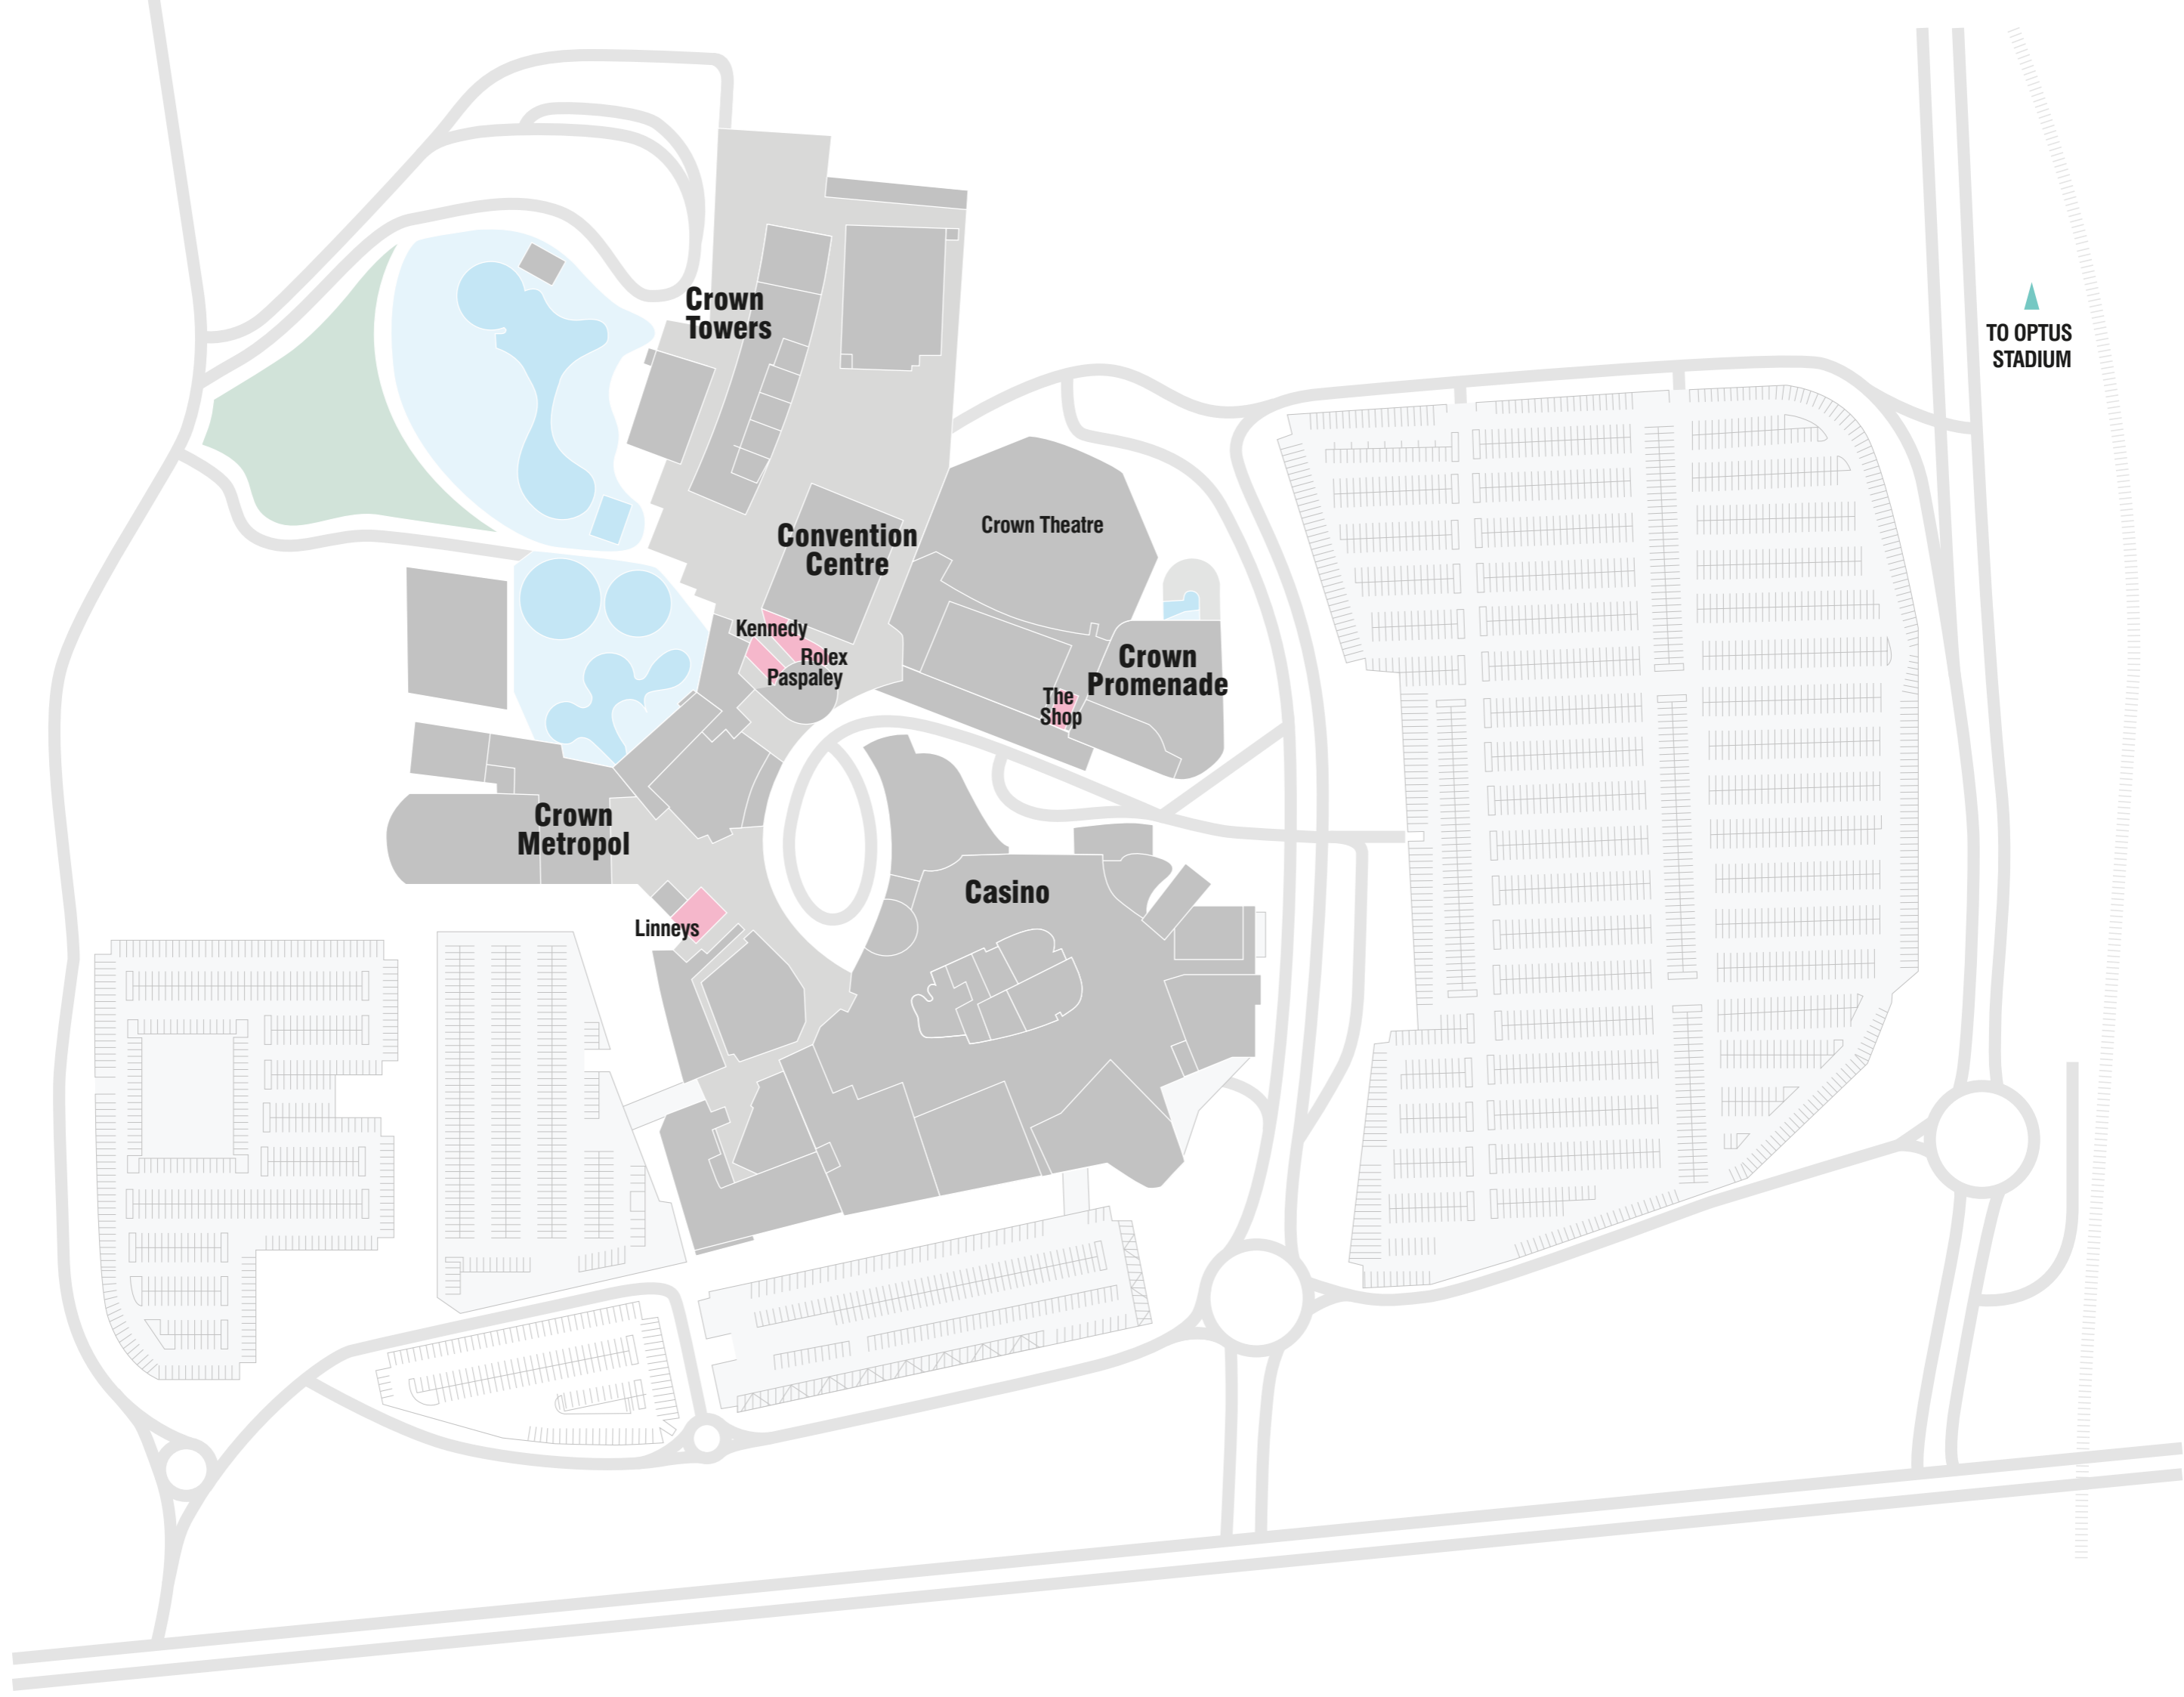 Crown
Towers
TO OPTUS
STADIUM
Crown Theatre
Convention
Centre
Kennedy
Rolex
Paspaley
Crown
Promenade
The
Shop
Crown
Metropol
Casino
Linneys